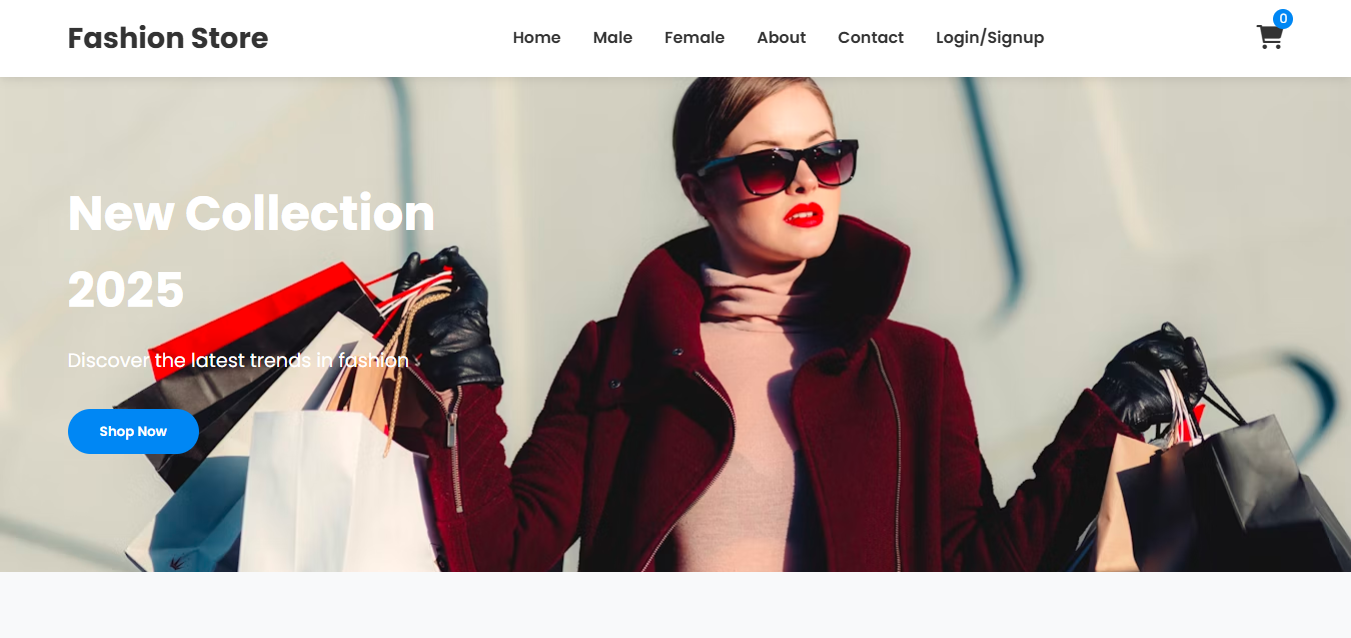 Fashion Store
Home Male Female About Contact Login/Signup
0
New Collection
2025
Discover the latest trends in fashion
Shop Now